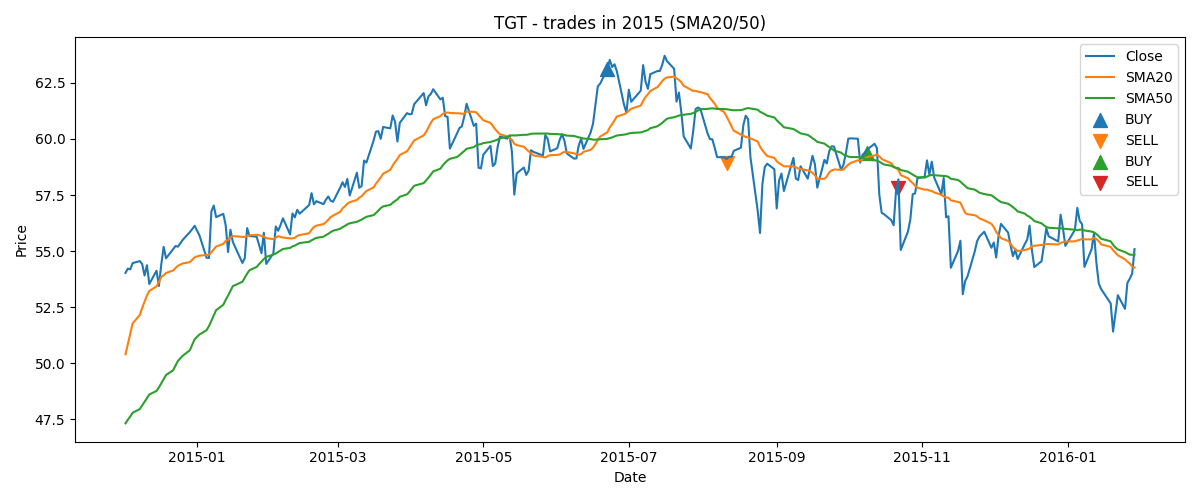 TGT - trades in 2015 (SMA20/50)
Close
SMA20
SMA50
BUY
SELL
BUY
SELL
62.5
60.0
57.5
55.0
52.5
50.0
47.5
Price
2015-01
2015-03
2015-05
2015-07
2015-09
2015-11
2016-01
Date